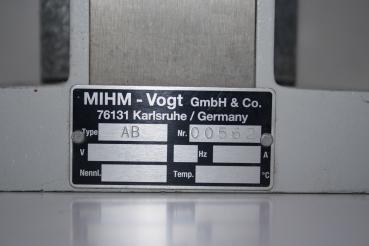 MIHM - Vogt GmbH & Co.
76131 Karlsruhe / Germany
Type AB Nr. 00562
V Hz A
Nennl. Temp. °C